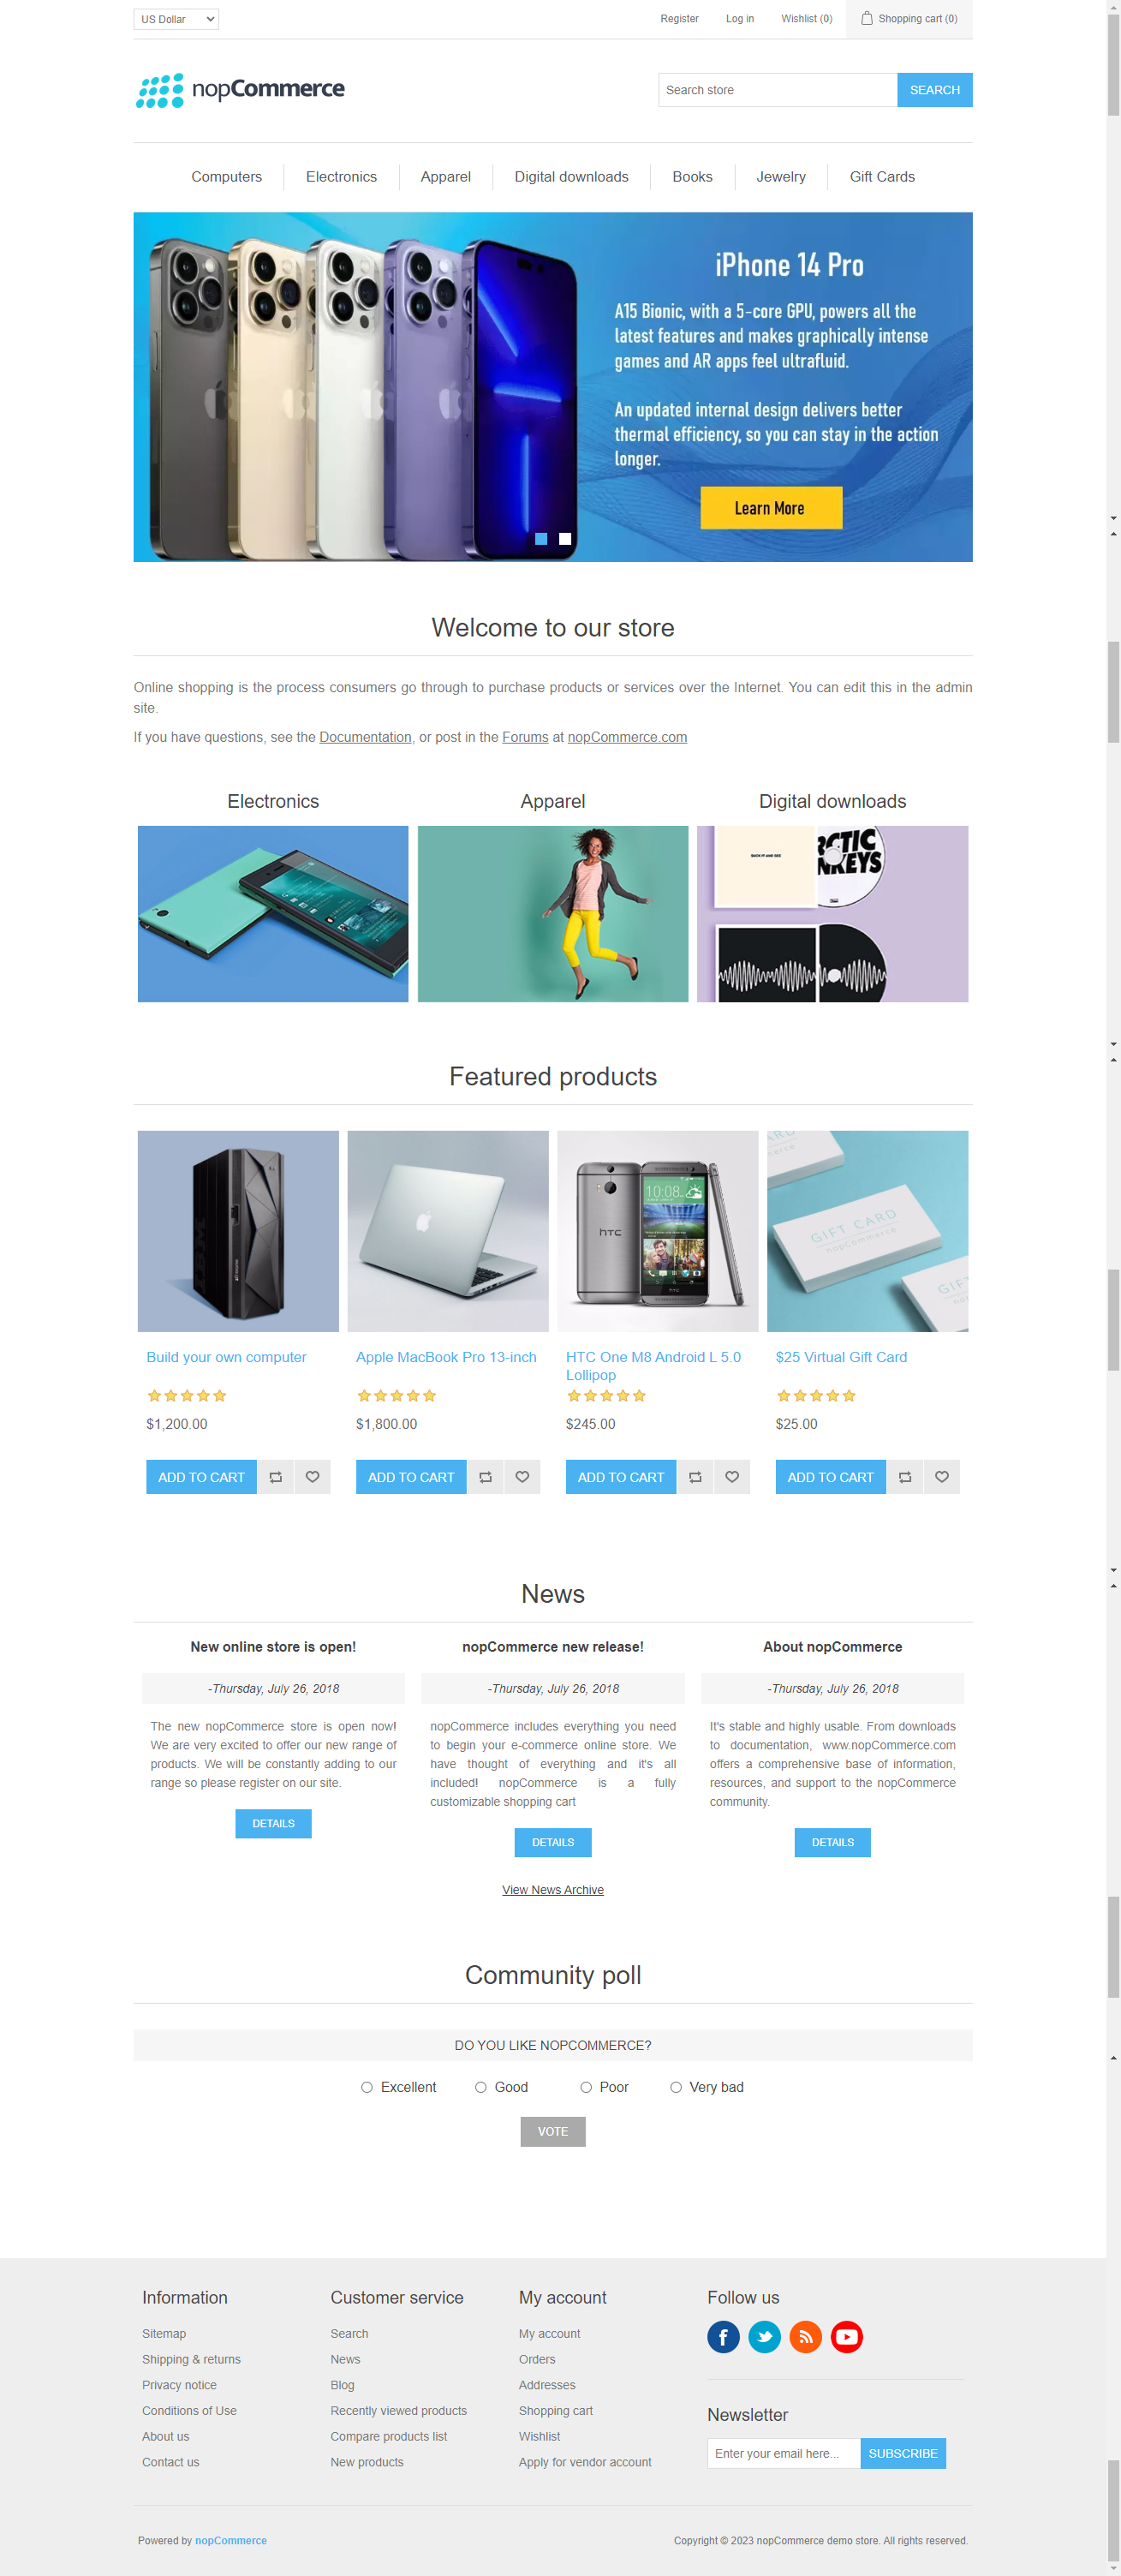 US Dollar
Register
Log in
Wishlist (0)
Shopping cart (0)
nopCommerce
Search store
SEARCH
Computers
Electronics
Apparel
Digital downloads
Books
Jewelry
Gift Cards
iPhone 14 Pro
A15 Bionic, with a 5-core GPU, powers all the
latest features and makes graphically intense
games and AR apps feel ultrafluid.
An updated internal design delivers better
thermal efficiency, so you can stay in the action
longer.
Learn More
Welcome to our store
Online shopping is the process consumers go through to purchase products or services over the Internet. You can edit this in the admin
site.
If you have questions, see the Documentation, or post in the Forums at nopCommerce.com
Electronics
Apparel
Digital downloads
Featured products
10:08
hTC
GIFT CARD
nopCommerce
Build your own computer
$1,200.00
ADD TO CART
Apple MacBook Pro 13-inch
$1,800.00
ADD TO CART
HTC One M8 Android L 5.0
Lollipop
$245.00
ADD TO CART
$25 Virtual Gift Card
$25.00
ADD TO CART
News
New online store is open!
-Thursday, July 26, 2018
The new nopCommerce store is open now!
We are very excited to offer our new range of
products. We will be constantly adding to our
range so please register on our site.
DETAILS
nopCommerce new release!
-Thursday, July 26, 2018
nopCommerce includes everything you need
to begin your e-commerce online store. We
have thought of everything and it's all
included! nopCommerce is a fully
customizable shopping cart
DETAILS
About nopCommerce
-Thursday, July 26, 2018
It's stable and highly usable. From downloads
to documentation, www.nopCommerce.com
offers a comprehensive base of information,
resources, and support to the nopCommerce
community.
DETAILS
View News Archive
Community poll
DO YOU LIKE NOPCOMMERCE?
Excellent
Good
Poor
Very bad
VOTE
Information
Sitemap
Shipping & returns
Privacy notice
Conditions of Use
About us
Contact us
Customer service
Search
News
Blog
Recently viewed products
Compare products list
New products
My account
My account
Orders
Addresses
Shopping cart
Wishlist
Apply for vendor account
Follow us
Newsletter
Enter your email here...
SUBSCRIBE
Powered by nopCommerce
Copyright © 2023 nopCommerce demo store. All rights reserved.